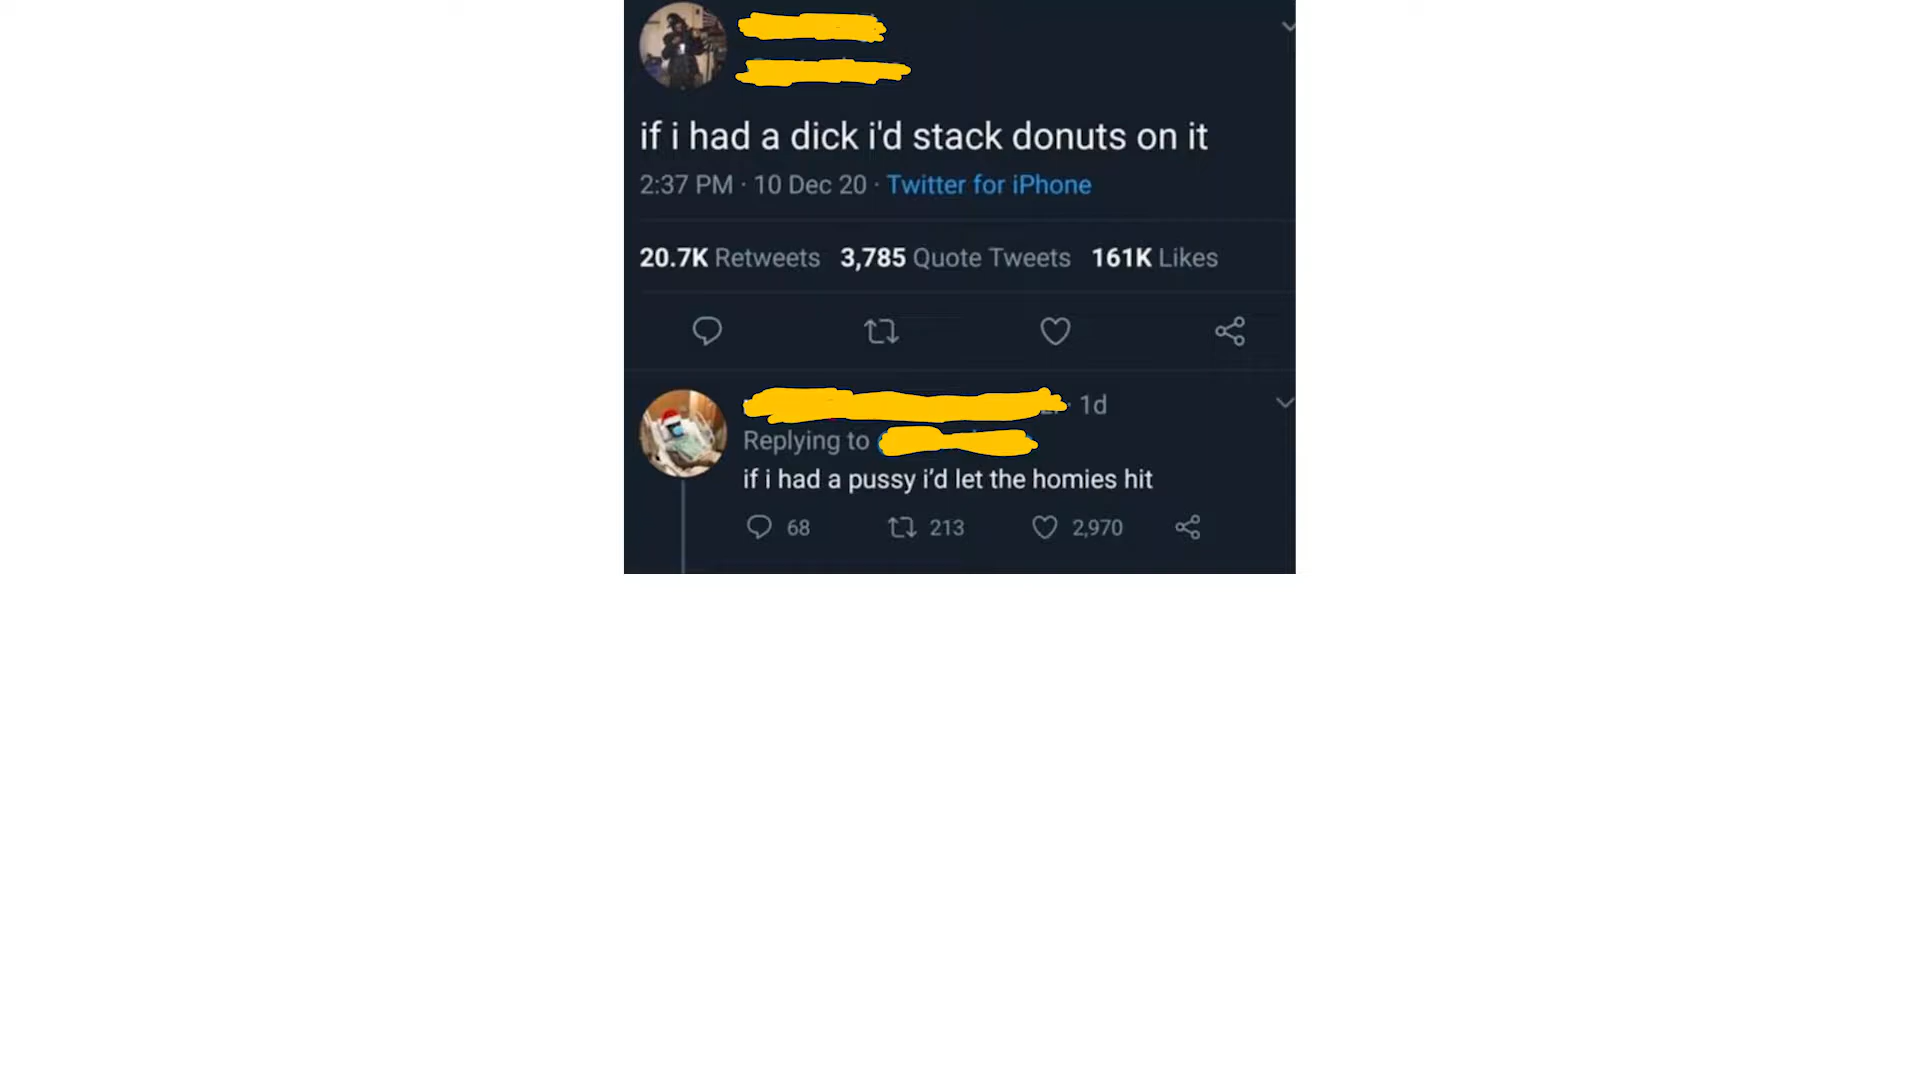 if i had a dick i'd stack donuts on it
2:37 PM · 10 Dec 20 · Twitter for iPhone
20.7K Retweets 3,785 Quote Tweets 161K Likes
· 1d
Replying to
if i had a pussy i’d let the homies hit
68 213 2,970